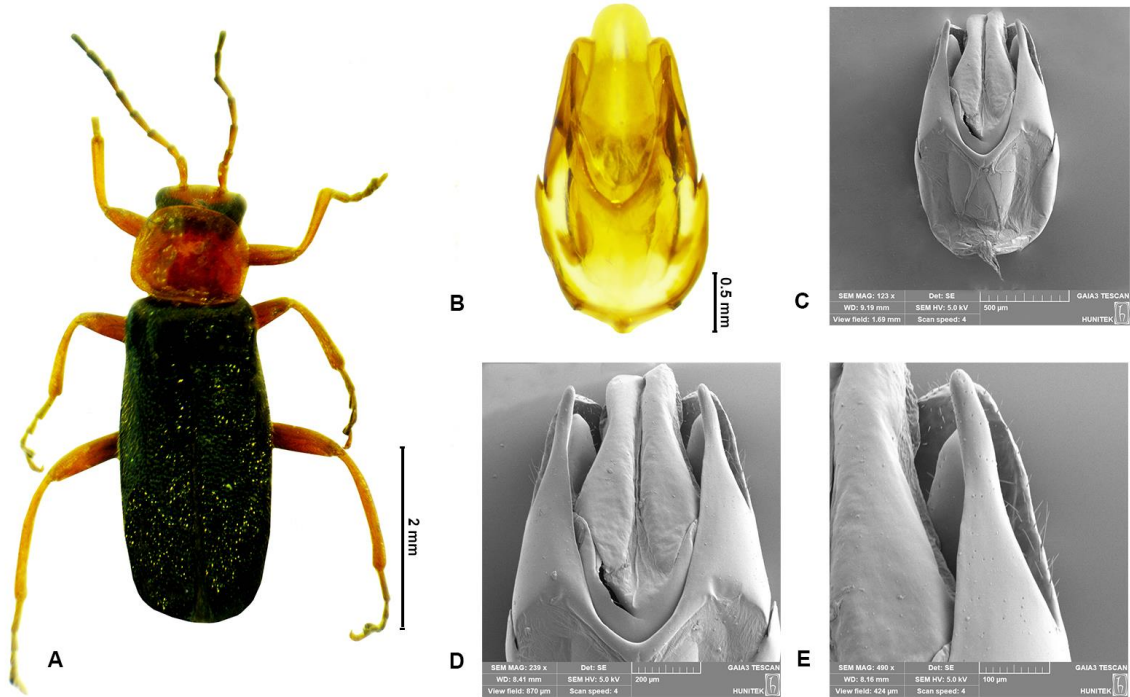 A
2 mm
B
0.5 mm
C
SEM MAG: 123 x Det: SE GAIA3 TESCAN
WD: 9.19 mm SEM HV: 5.0 kV 500 µm
View field: 1.69 mm Scan speed: 4 HUNITEK
D
SEM MAG: 239 x Det: SE GAIA3 TESCAN
WD: 8.41 mm SEM HV: 5.0 kV 200 µm
View field: 870 µm Scan speed: 4 HUNITEK
E
SEM MAG: 490 x Det: SE GAIA3 TESCAN
WD: 8.16 mm SEM HV: 5.0 kV 100 µm
View field: 424 µm Scan speed: 4 HUNITEK